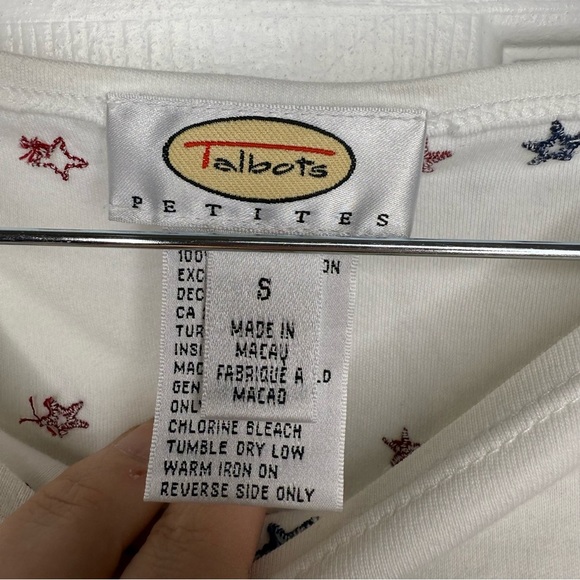 Talbots
PETITES
S
MADE IN
MACAU
FABRIQUE A
MACAO
CHLORINE BLEACH
TUMBLE DRY LOW
WARM IRON ON
REVERSE SIDE ONLY